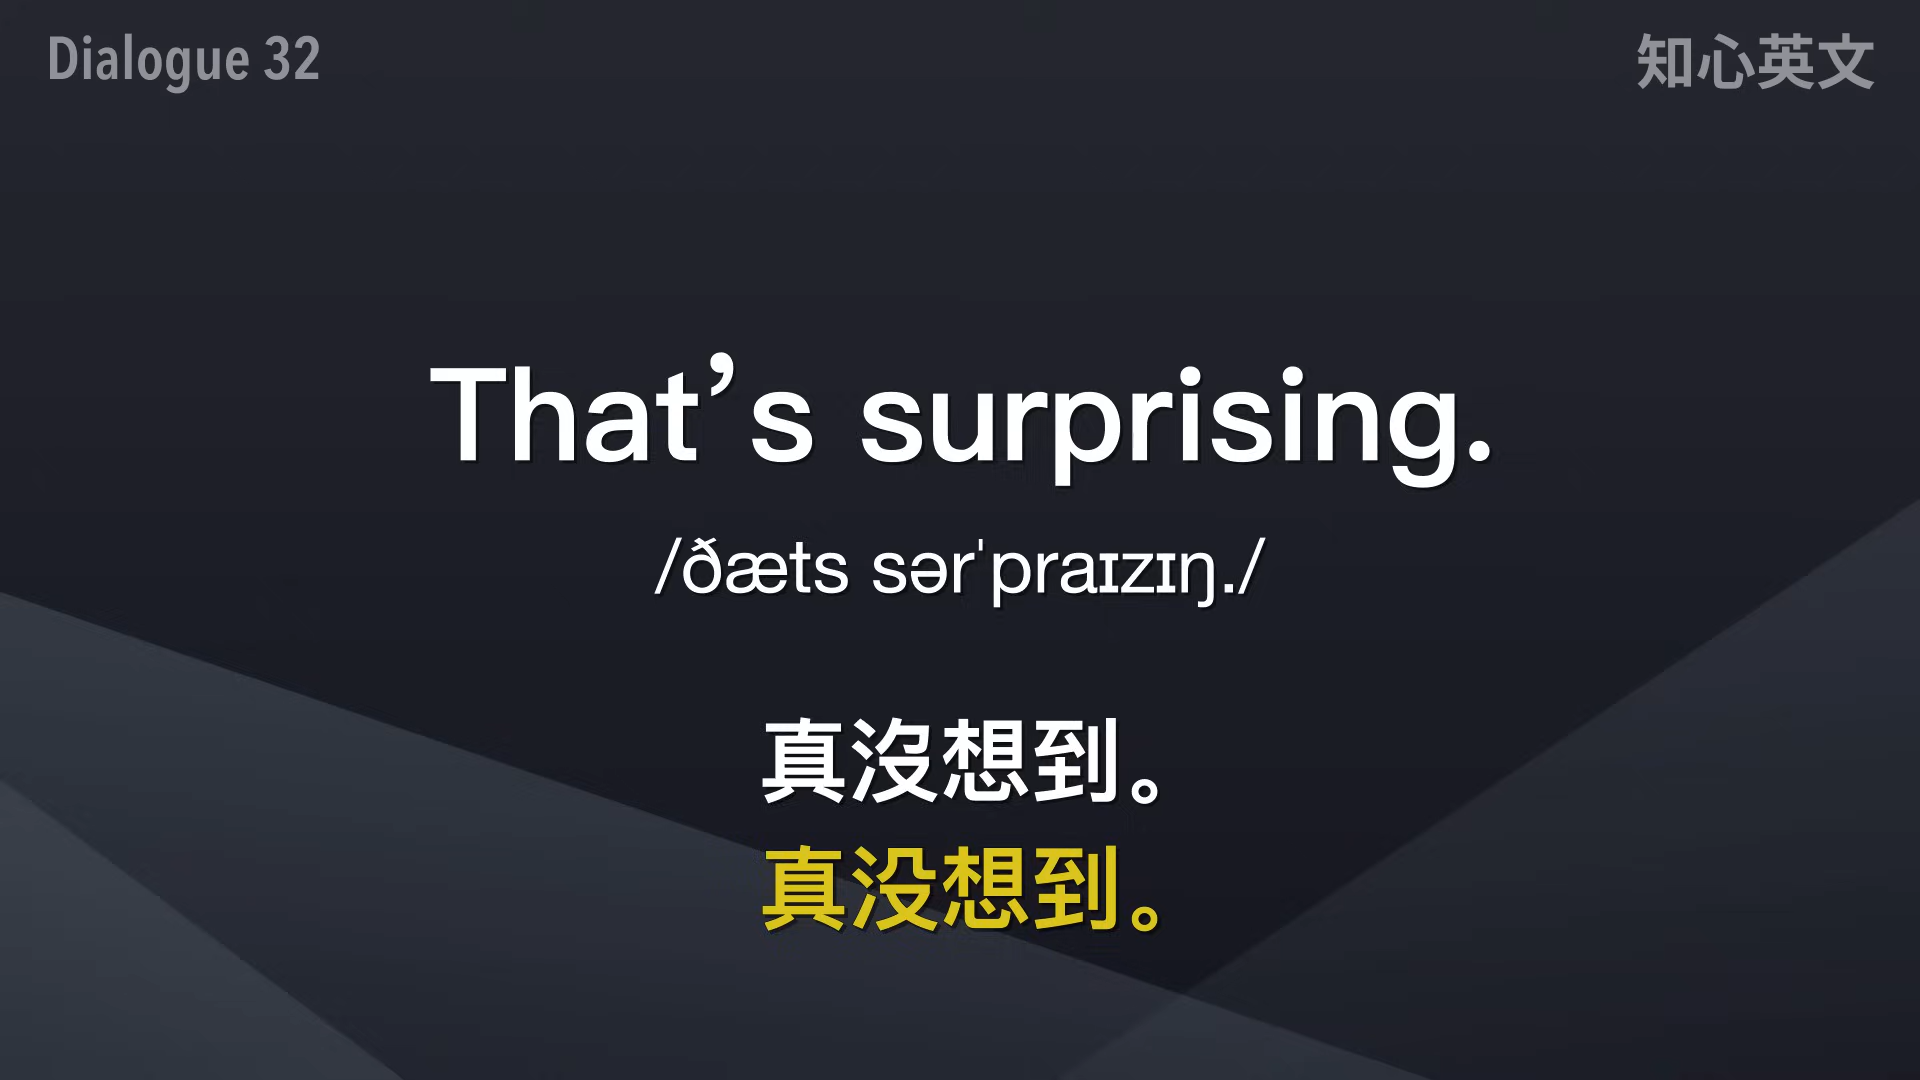 Dialogue 32
知心英文
That’s surprising.
/ðæts sərˈpraɪzɪŋ./
真沒想到。
真没想到。